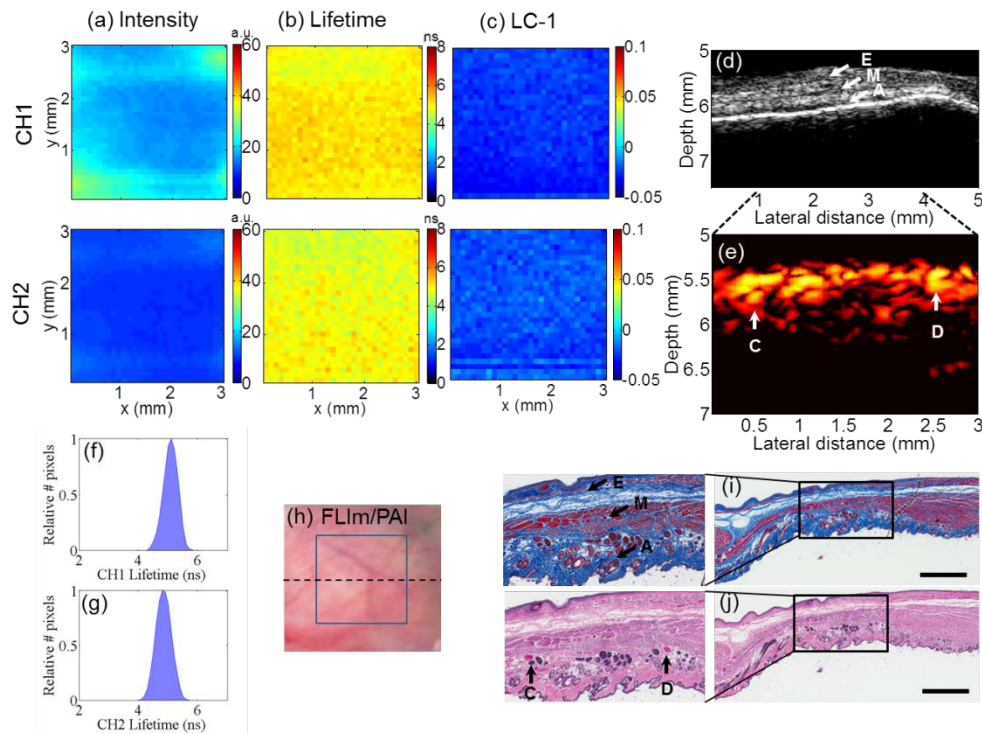 (a) Intensity
(b) Lifetime
(c) LC-1
CH1
y (mm)
3
2
1
a.u.
60
40
20
0
ns
8
6
4
2
0
0.1
0.05
0
-0.05
CH2
y (mm)
3
2
1
a.u.
60
40
20
0
ns
8
6
4
2
0
0.1
0.05
0
-0.05
1 2 3
x (mm)
1 2 3
x (mm)
1 2 3
x (mm)
(d)
E
M
A
Depth (mm)
5
6
7
1 2 3 4 5
Lateral distance (mm)
(e)
C
D
Depth (mm)
5
5.5
6
6.5
7
0.5 1 1.5 2 2.5 3
Lateral distance (mm)
(f)
Relative # pixels
1
0.5
0
2 4 6
CH1 Lifetime (ns)
(g)
Relative # pixels
1
0.5
0
2 4 6
CH2 Lifetime (ns)
(h) FLIm/PAI
E
M
A
(i)
C
D
(j)